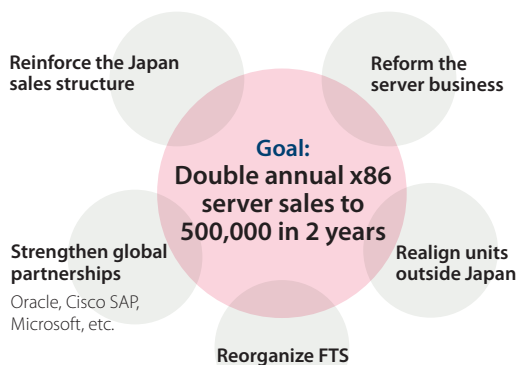 Reinforce the Japan
sales structure
Reform the
server business
Goal:
Double annual x86
server sales to
500,000 in 2 years
Strengthen global
partnerships
Oracle, Cisco SAP,
Microsoft, etc.
Realign units
outside Japan
Reorganize FTS